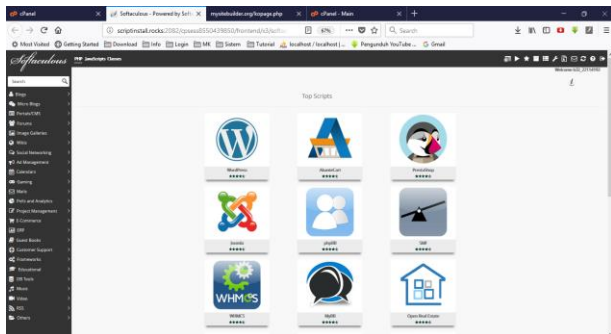 cPanel
Softaculous - Powered by Soft
mysitebuilder.org/kopage.php
cPanel - Main
scriptinstall.rocks:2082/cpsess
67%
Search
Most Visited
Getting Started
Download
Info
Login
MK
Sistem
Tutorial
localhost / localhost |
Pengunduh YouTube
Gmail
Softaculous
PHP JavaScripts Classes
Welcome
Search
Top Scripts
Blogs
Micro Blogs
Portals/CMS
Forums
Image Galleries
Wikis
Social Networking
Ad Management
Calendars
Gaming
Mails
Polls and Analytics
Project Management
E-Commerce
ERP
Guest Books
Customer Support
Frameworks
Educational
DB Tools
Music
Video
RSS
Others
WordPress
AbanteCart
PrestaShop
Joomla
phpBB
SMF
WHMCS
WHMCS
MyBB
Open Real Estate